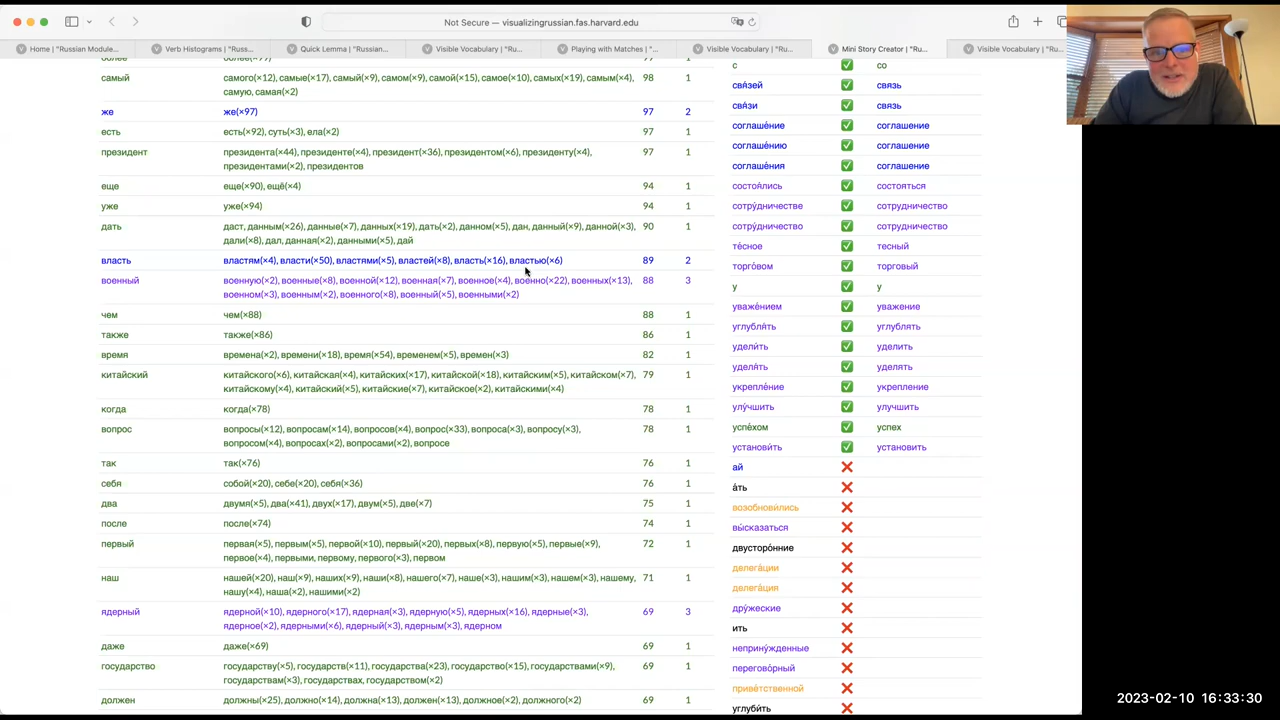 Not Secure — visualizingrussian.fas.harvard.edu
Home | "Russian Module...
Verb Histograms | "Russ...
Quick Lemma | "Russian...
Visible Vocabulary | "Ru...
Playing with Matches | "...
Visible Vocabulary | "Ru...
Mini Story Creator | "Ru...
Visible Vocabulary | "Ru...
самый самого(×12), самые(×17), самый(×9), самом(×9), самой(×15), самое(×10), самых(×19), самым(×4), 98 1
самую, самая(×2)
же же(×97) 97 2
есть есть(×92), суть(×3), ела(×2) 97 1
президент президента(×44), президенте(×4), президент(×36), президентом(×6), президенту(×4), 97 1
президентами(×2), президентов
еще еще(×90), ещё(×4) 94 1
уже уже(×94) 94 1
дать даст, данным(×26), данные(×7), данных(×19), дать(×2), данном(×5), дан, данный(×9), данной(×3), 90 1
дали(×8), дал, данная(×2), данными(×5), дай
власть властям(×4), власти(×50), властями(×5), властей(×8), власть(×16), властью(×6) 89 2
военный военную(×2), военные(×8), военной(×12), военная(×7), военное(×4), военно(×22), военных(×13), 88 3
военном(×3), военным(×2), военного(×8), военный(×5), военными(×2)
чем чем(×88) 88 1
также также(×86) 86 1
время времена(×2), времени(×18), время(×54), временем(×5), времен(×3) 82 1
китайский китайского(×6), китайская(×4), китайских(×17), китайской(×18), китайским(×5), китайском(×7), 79 1
китайскому(×4), китайский(×5), китайские(×7), китайское(×2), китайскими(×4)
когда когда(×78) 78 1
вопрос вопросы(×12), вопросам(×14), вопросов(×4), вопрос(×33), вопроса(×3), вопросу(×3), 78 1
вопросом(×4), вопросах(×2), вопросами(×2), вопросе
так так(×76) 76 1
себя собой(×20), себе(×20), себя(×36) 76 1
два двумя(×5), два(×41), двух(×17), двум(×5), две(×7) 75 1
после после(×74) 74 1
первый первая(×5), первым(×5), первой(×10), первый(×20), первых(×8), первую(×5), первые(×9), 72 1
первое(×4), первыми, первому, первого(×3), первом
наш нашей(×20), наш(×9), наших(×9), наши(×8), нашего(×7), наше(×3), нашим(×3), нашем(×3), нашему, 71 1
нашу(×4), наша(×2), нашими(×2)
ядерный ядерной(×10), ядерного(×17), ядерная(×3), ядерную(×5), ядерных(×16), ядерные(×3), 69 3
ядерное(×2), ядерными(×6), ядерный(×3), ядерным(×3), ядерном
даже даже(×69) 69 1
государство государству(×5), государств(×11), государства(×23), государство(×15), государствами(×9), 69 1
государствам(×3), государствах, государством(×2)
должен должны(×25), должно(×14), должна(×13), должен(×13), должное(×2), должного(×2) 69 1
с ✅ со
свя́зей ✅ связь
свя́зи ✅ связь
соглаше́ние ✅ соглашение
соглаше́нию ✅ соглашение
соглаше́ния ✅ соглашение
состоя́лись ✅ состояться
сотру́дничестве ✅ сотрудничество
сотру́дничество ✅ сотрудничество
те́сное ✅ тесный
торго́вом ✅ торговый
у ✅ у
уваже́нием ✅ уважение
углубля́ть ✅ углублять
удели́ть ✅ уделить
уделя́ть ✅ уделять
укрепле́ние ✅ укрепление
улу́чшить ✅ улучшить
успе́хом ✅ успех
установи́ть ✅ установить
ай ❌
а́ть ❌
возобнови́лись ❌
вы́сказаться ❌
двусторо́нние ❌
делега́ции ❌
делега́ция ❌
дру́жеские ❌
ить ❌
неприну́жденные ❌
перегово́рный ❌
приве́тственной ❌
углуби́ть ❌
2023-02-10 16:33:30